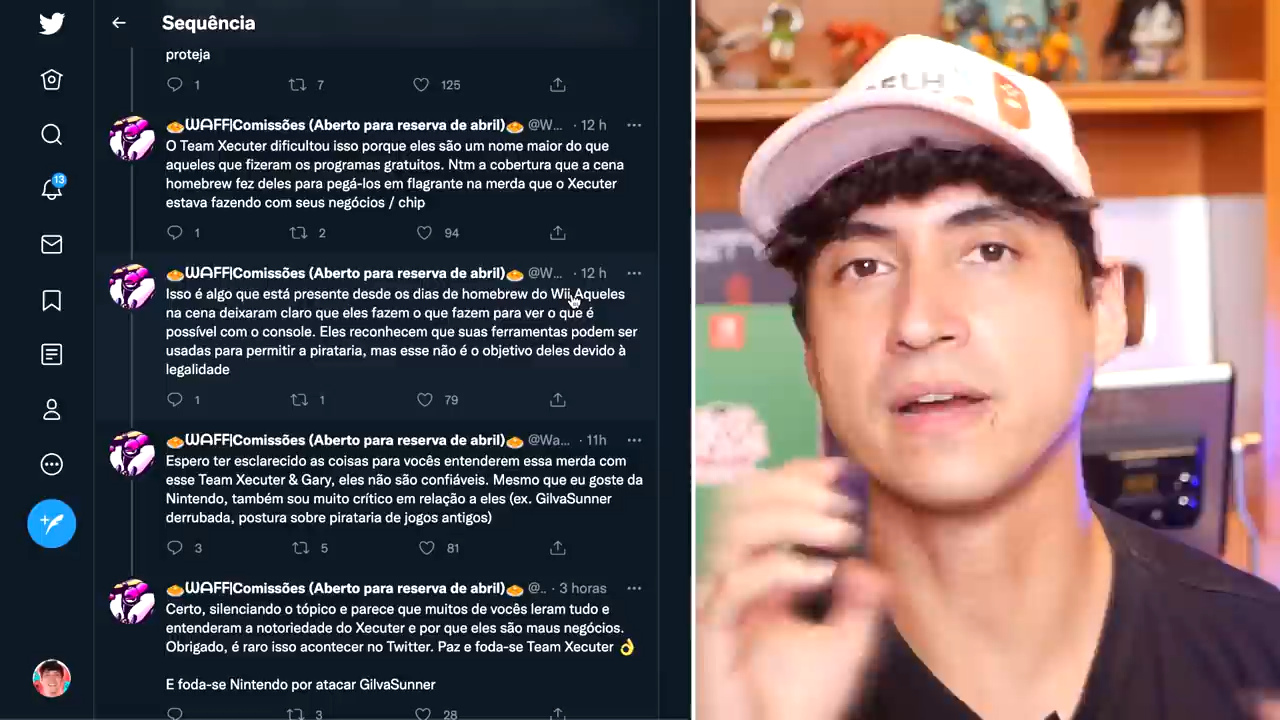 Sequência
proteja
1 7 125
WAFF|Comissões (Aberto para reserva de abril) @W... · 12 h
O Team Xecuter dificultou isso porque eles são um nome maior do que
aqueles que fizeram os programas gratuitos. Ntm a cobertura que a cena
homebrew fez deles para pegá-los em flagrante na merda que o Xecuter
estava fazendo com seus negócios / chip
1 2 94
13
WAFF|Comissões (Aberto para reserva de abril) @W... · 12 h
Isso é algo que está presente desde os dias de homebrew do Wii.Aqueles
na cena deixaram claro que eles fazem o que fazem para ver o que é
possível com o console. Eles reconhecem que suas ferramentas podem ser
usadas para permitir a pirataria, mas esse não é o objetivo deles devido à
legalidade
1 1 79
WAFF|Comissões (Aberto para reserva de abril) @Wa... · 11h
Espero ter esclarecido as coisas para vocês entenderem essa merda com
esse Team Xecuter & Gary, eles não são confiáveis. Mesmo que eu goste da
Nintendo, também sou muito crítico em relação a eles (ex. GilvaSunner
derrubada, postura sobre pirataria de jogos antigos)
3 5 81
WAFF|Comissões (Aberto para reserva de abril) @.. · 3 horas
Certo, silenciando o tópico e parece que muitos de vocês leram tudo e
entenderam a notoriedade do Xecuter e por que eles são maus negócios.
Obrigado, é raro isso acontecer no Twitter. Paz e foda-se Team Xecuter 👌
E foda-se Nintendo por atacar GilvaSunner
3 28